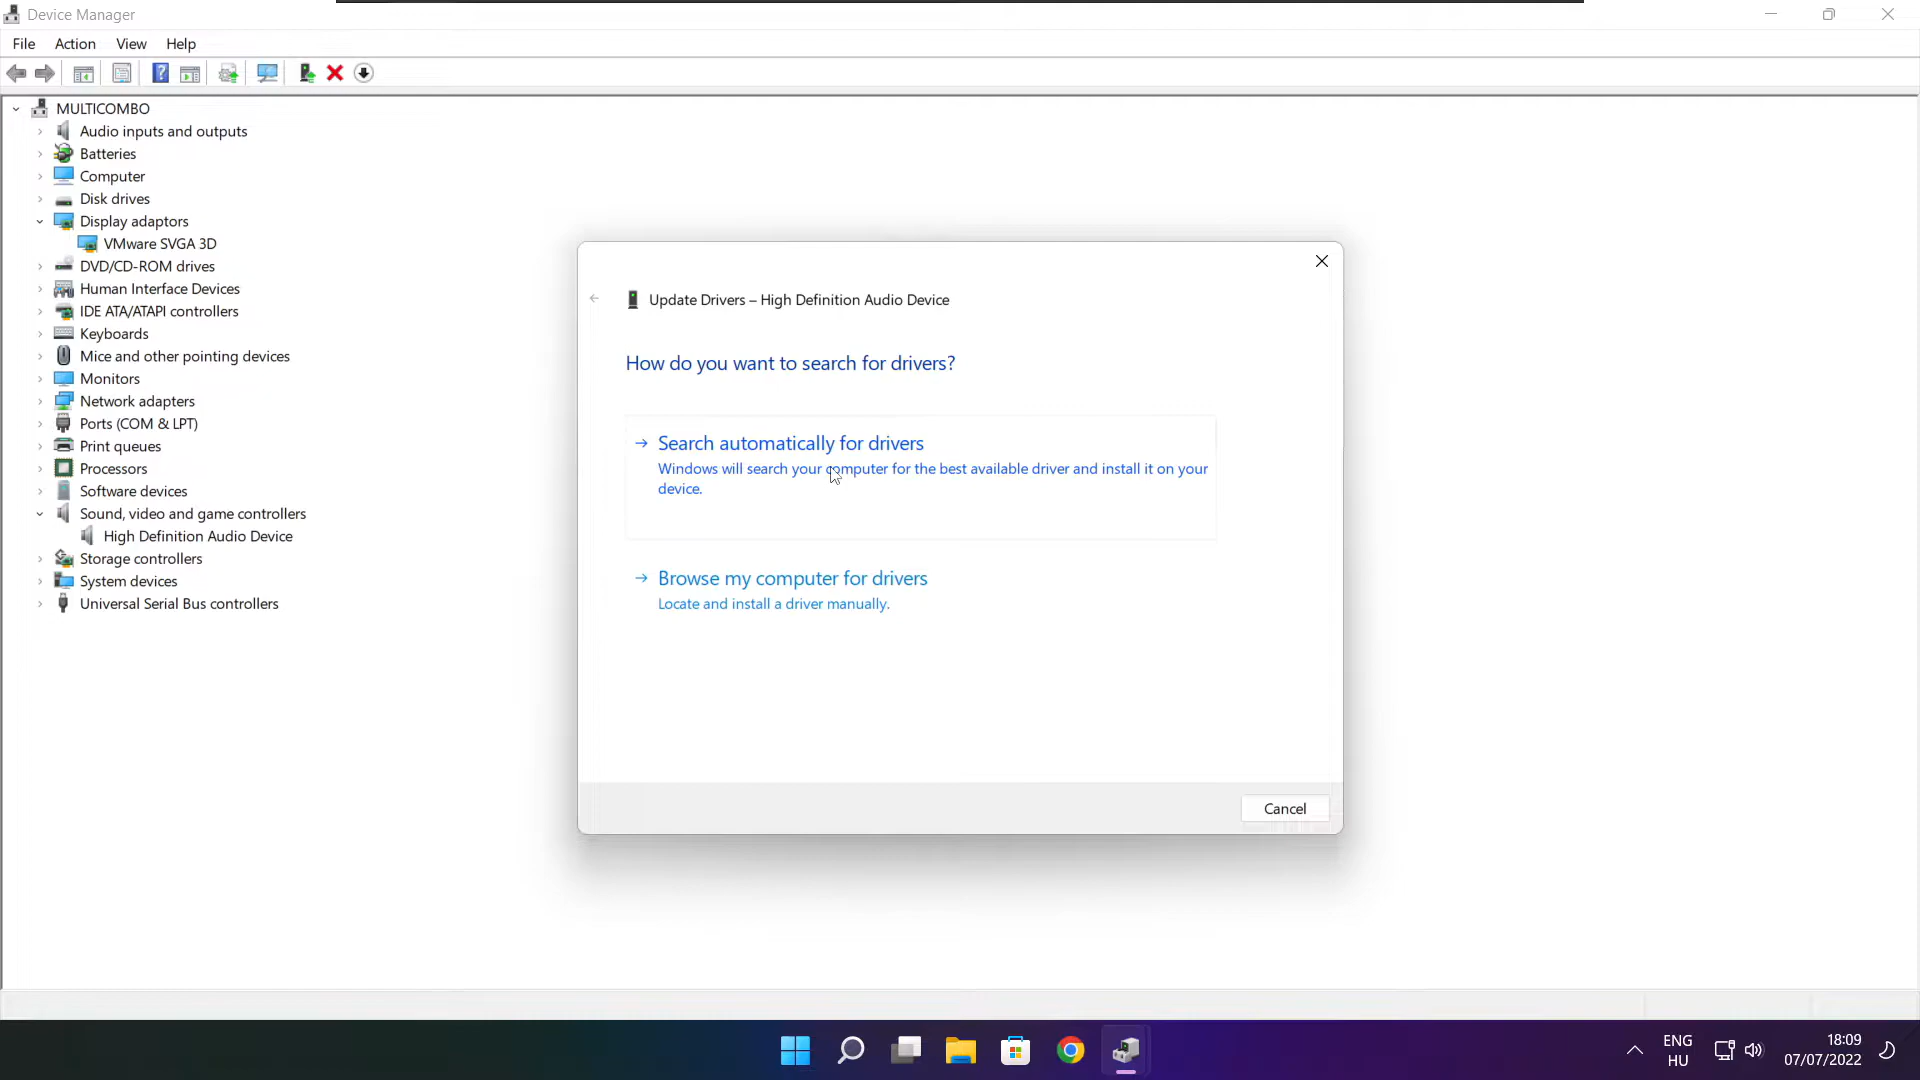 Device Manager
File Action View Help
MULTICOMBO
Audio inputs and outputs
Batteries
Computer
Disk drives
Display adaptors
VMware SVGA 3D
DVD/CD-ROM drives
Human Interface Devices
IDE ATA/ATAPI controllers
Keyboards
Mice and other pointing devices
Monitors
Network adapters
Ports (COM & LPT)
Print queues
Processors
Software devices
Sound, video and game controllers
High Definition Audio Device
Storage controllers
System devices
Universal Serial Bus controllers
Update Drivers – High Definition Audio Device
How do you want to search for drivers?
Search automatically for drivers
Windows will search your computer for the best available driver and install it on your
device.
Browse my computer for drivers
Locate and install a driver manually.
Cancel
ENG
HU
18:09
07/07/2022